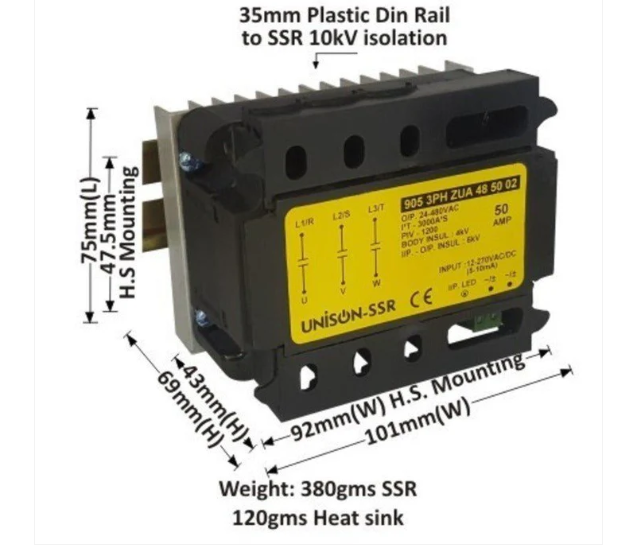 35mm Plastic Din Rail
to SSR 10kV isolation
75mm(L)
47.5mm
H.S Mounting
L1/R L2/S L3/T
U V W
905 3PH ZUA 48 50 02
O/P. 24-480VAC
I²T - 3000A²S
PIV - 1200
BODY INSUL : 4kV
I/P. - O/P. INSUL : 6kV
50
AMP
INPUT :12-270VAC/DC
(5-10mA)
I/P. LED ~/± ~/±
UNiSON-SSR CE
43mm(H)
69mm(H)
92mm(W) H.S. Mounting
101mm(W)
Weight: 380gms SSR
120gms Heat sink